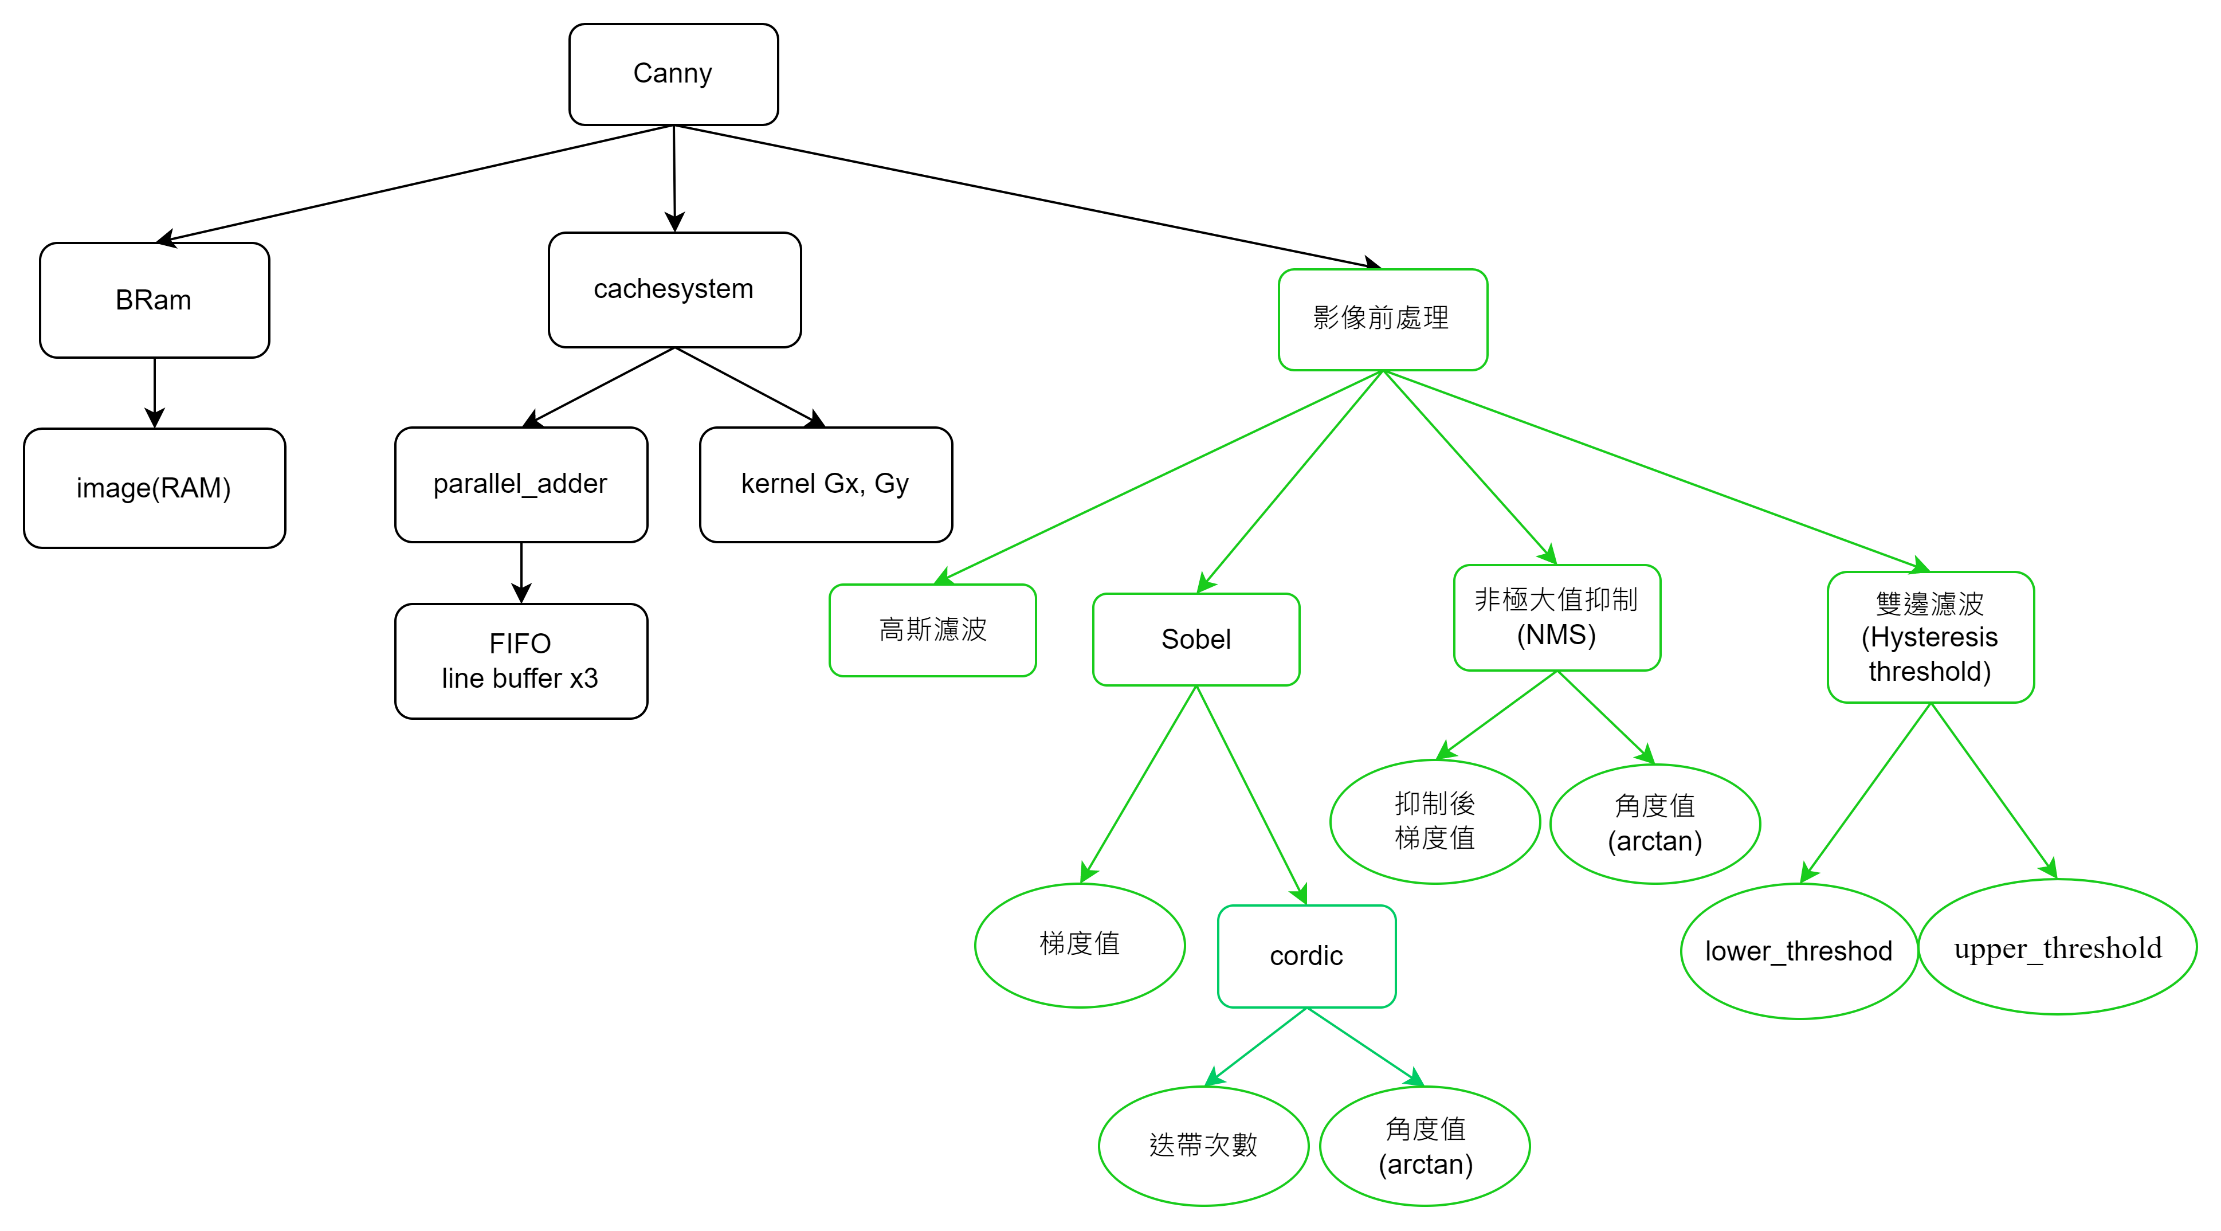 Canny
BRam
cachesystem
影像前處理
image(RAM)
parallel_adder
kernel Gx, Gy
FIFO
line buffer x3
高斯濾波
Sobel
非極大值抑制
(NMS)
雙邊濾波
(Hysteresis
threshold)
梯度值
cordic
抑制後
梯度值
角度值
(arctan)
lower_threshod
upper_threshold
迭帶次數
角度值
(arctan)